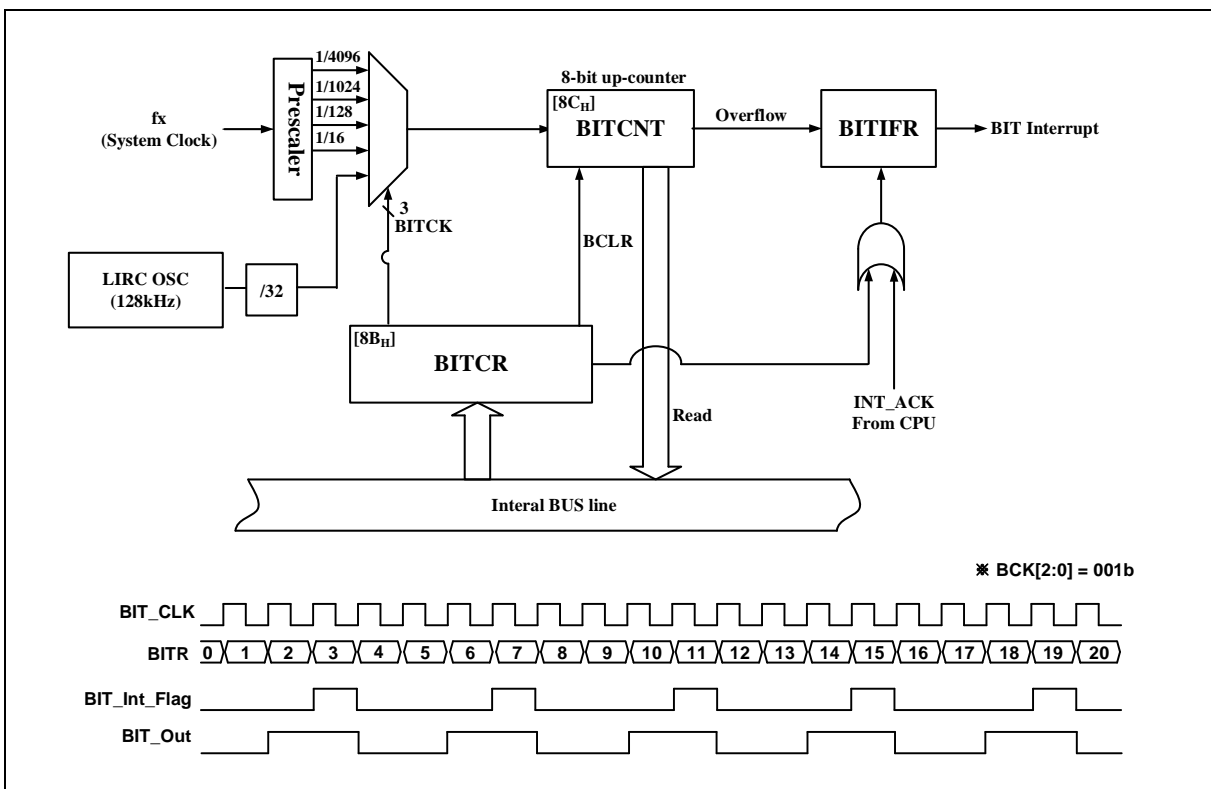 1/4096
1/1024
1/128
1/16
Prescaler
fx
(System Clock)
8-bit up-counter
[8CH]
BITCNT
Overflow
BITIFR
BIT Interrupt
3
BITCK
BCLR
LIRC OSC
(128kHz)
/32
[8BH]
BITCR
Read
INT_ACK
From CPU
Interal BUS line
※ BCK[2:0] = 001b
BIT_CLK
BITR 0 1 2 3 4 5 6 7 8 9 10 11 12 13 14 15 16 17 18 19 20
BIT_Int_Flag
BIT_Out